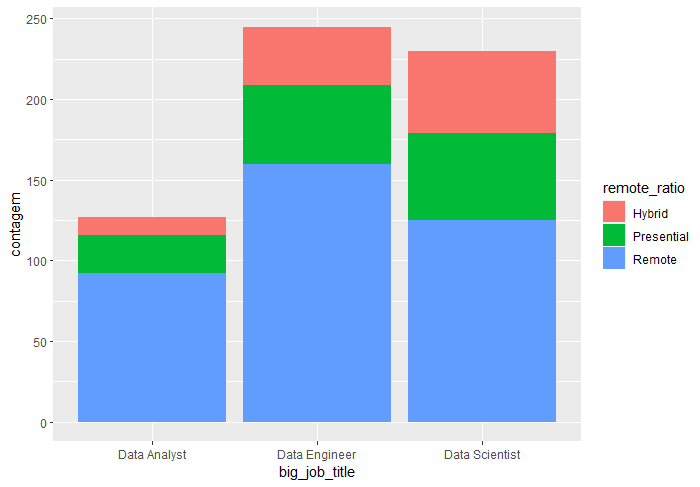 250
200
150
100
50
0
contagem
Data Analyst
Data Engineer
Data Scientist
big_job_title
remote_ratio
Hybrid
Presential
Remote